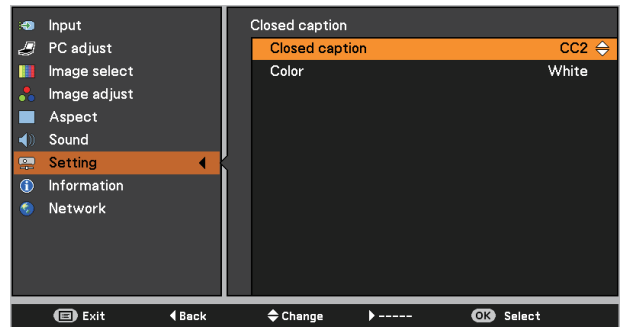 Input
PC adjust
Image select
Image adjust
Aspect
Sound
Setting
Information
Network
Closed caption
Closed caption CC2
Color White
Exit Back Change ----- OK Select